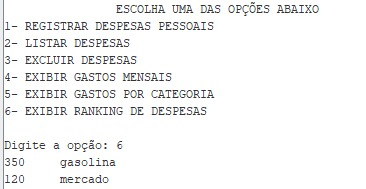 ESCOLHA UMA DAS OPÇÕES ABAIXO
1- REGISTRAR DESPESAS PESSOAIS
2- LISTAR DESPESAS
3- EXCLUIR DESPESAS
4- EXIBIR GASTOS MENSAIS
5- EXIBIR GASTOS POR CATEGORIA
6- EXIBIR RANKING DE DESPESAS
Digite a opção: 6
350 gasolina
120 mercado